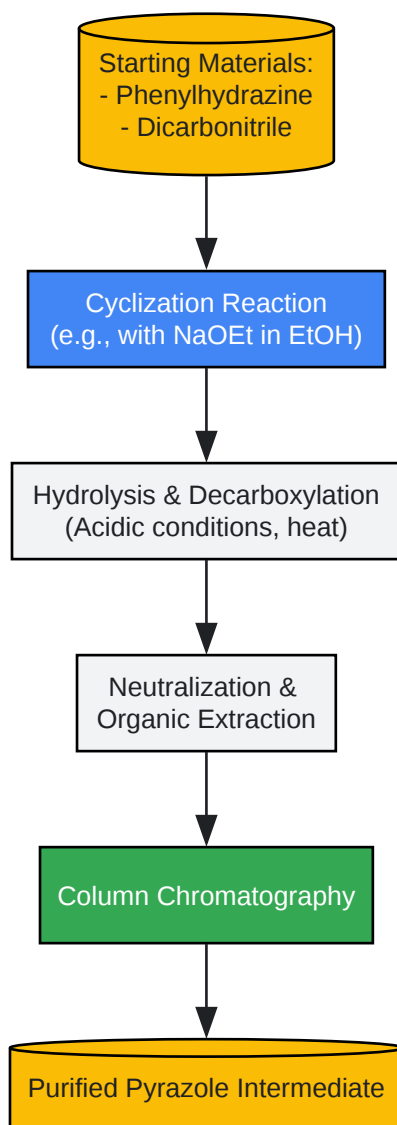 Starting Materials:
- Phenylhydrazine
- Dicarbonitrile
Cyclization Reaction
(e.g., with NaOEt in EtOH)
Hydrolysis & Decarboxylation
(Acidic conditions, heat)
Neutralization &
Organic Extraction
Column Chromatography
Purified Pyrazole Intermediate